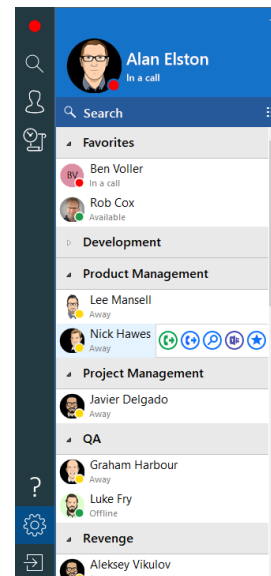 Alan Elston
In a call
Search
Favorites
BV
Ben Voller
In a call
Rob Cox
Available
Development
Product Management
Lee Mansell
Away
Nick Hawes
Away
Project Management
Javier Delgado
Away
QA
Graham Harbour
Away
Luke Fry
Offline
?
Revenge
Aleksey Vikulov